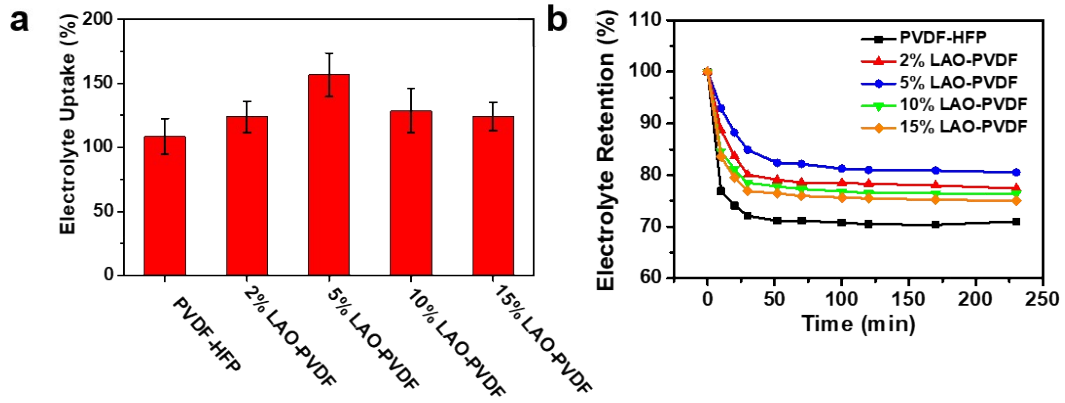 a
Electrolyte Uptake (%)
200
150
100
50
0
PVDF-HFP
2% LAO-PVDF
5% LAO-PVDF
10% LAO-PVDF
15% LAO-PVDF
b
Electrolyte Retention (%)
110
100
90
80
70
60
PVDF-HFP
2% LAO-PVDF
5% LAO-PVDF
10% LAO-PVDF
15% LAO-PVDF
0 50 100 150 200 250
Time (min)